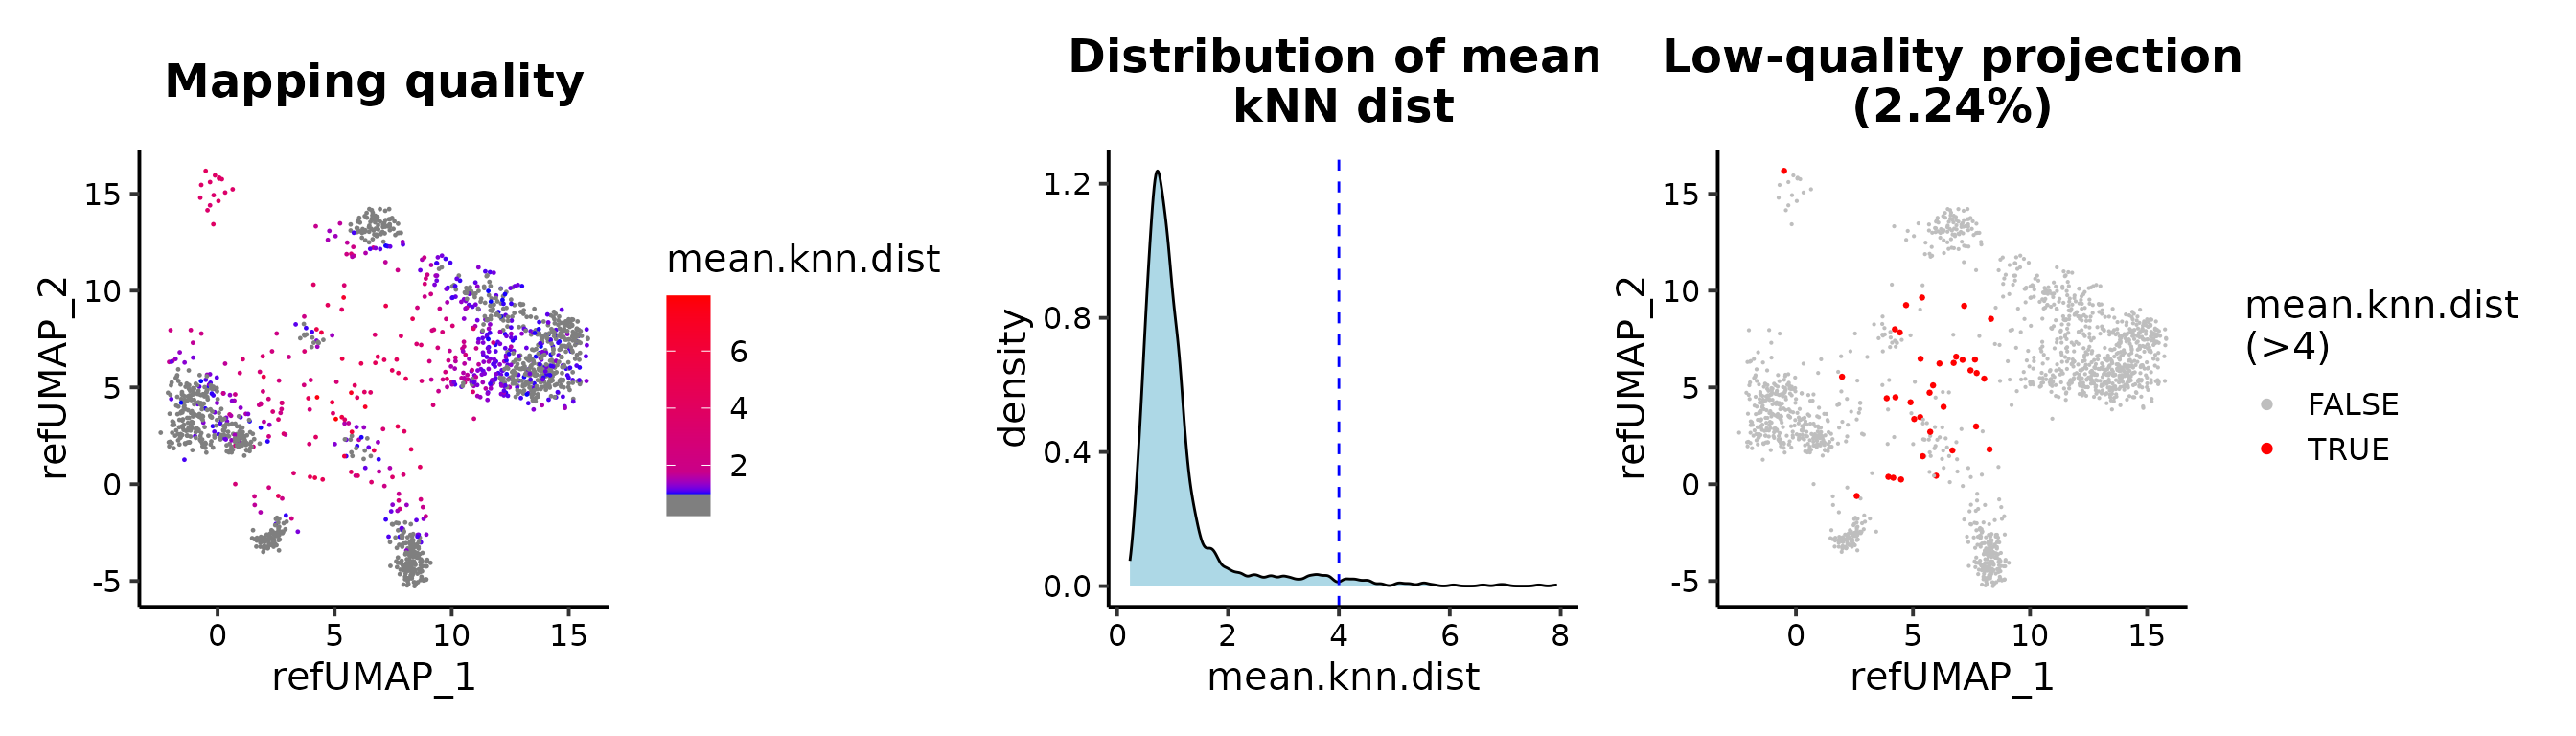 Mapping quality
refUMAP_2
15
10
5
0
-5
0 5 10 15
refUMAP_1
mean.knn.dist
6
4
2
Distribution of mean
kNN dist
density
1.2
0.8
0.4
0.0
0 2 4 6 8
mean.knn.dist
Low-quality projection
(2.24%)
refUMAP_2
15
10
5
0
-5
0 5 10 15
refUMAP_1
mean.knn.dist
(>4)
FALSE
TRUE